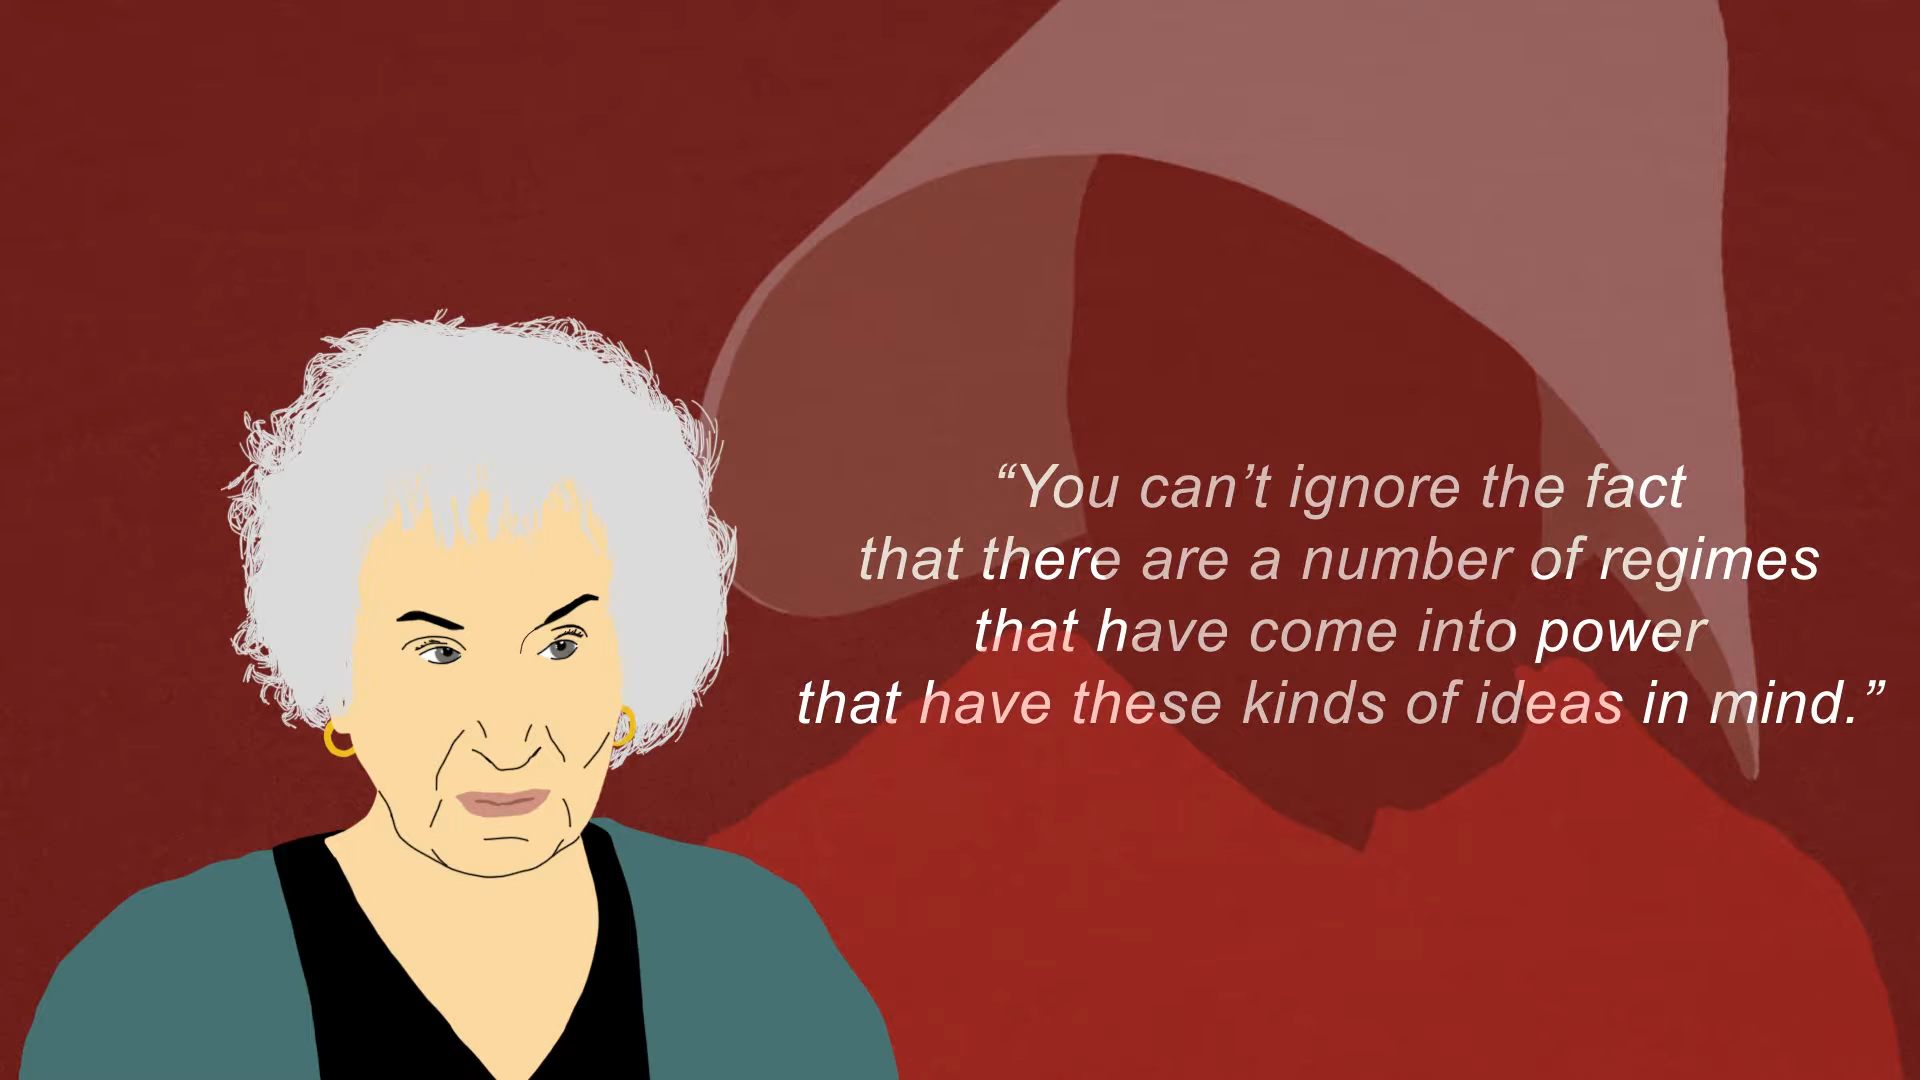 “You can’t ignore the fact
that there are a number of regimes
that have come into power
that have these kinds of ideas in mind.”